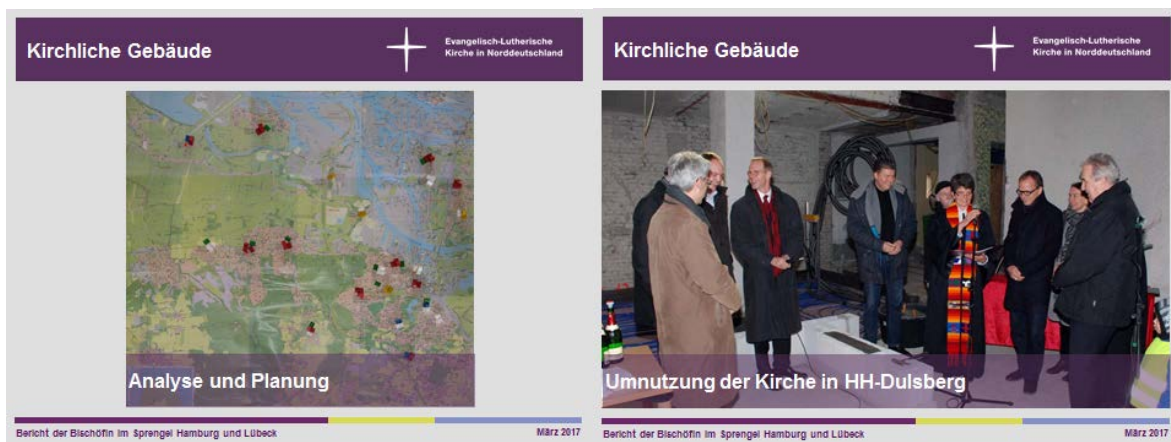 Kirchliche Gebäude
Evangelisch-Lutherische
Kirche in Norddeutschland
Analyse und Planung
Bericht der Bischöfin im Sprengel Hamburg und Lübeck
März 2017
Kirchliche Gebäude
Evangelisch-Lutherische
Kirche in Norddeutschland
Umnutzung der Kirche in HH-Dulsberg
Bericht der Bischöfin im Sprengel Hamburg und Lübeck
März 2017